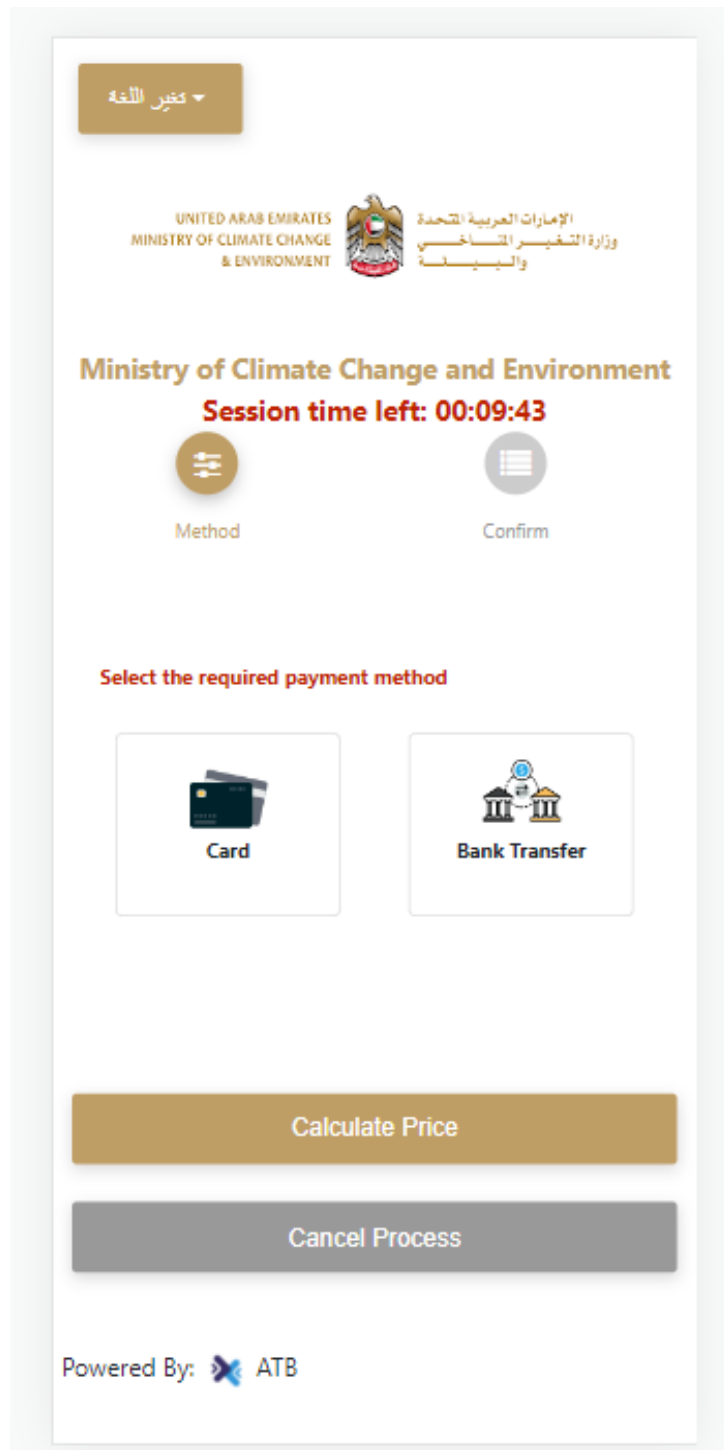 تغير اللغة
UNITED ARAB EMIRATES
MINISTRY OF CLIMATE CHANGE
& ENVIRONMENT
الإمارات العربية المتحدة
وزارة التغيير المناخي
والبيئة
Ministry of Climate Change and Environment
Session time left: 00:09:43
Method
Confirm
Select the required payment method
Card
Bank Transfer
Calculate Price
Cancel Process
Powered By: ATB